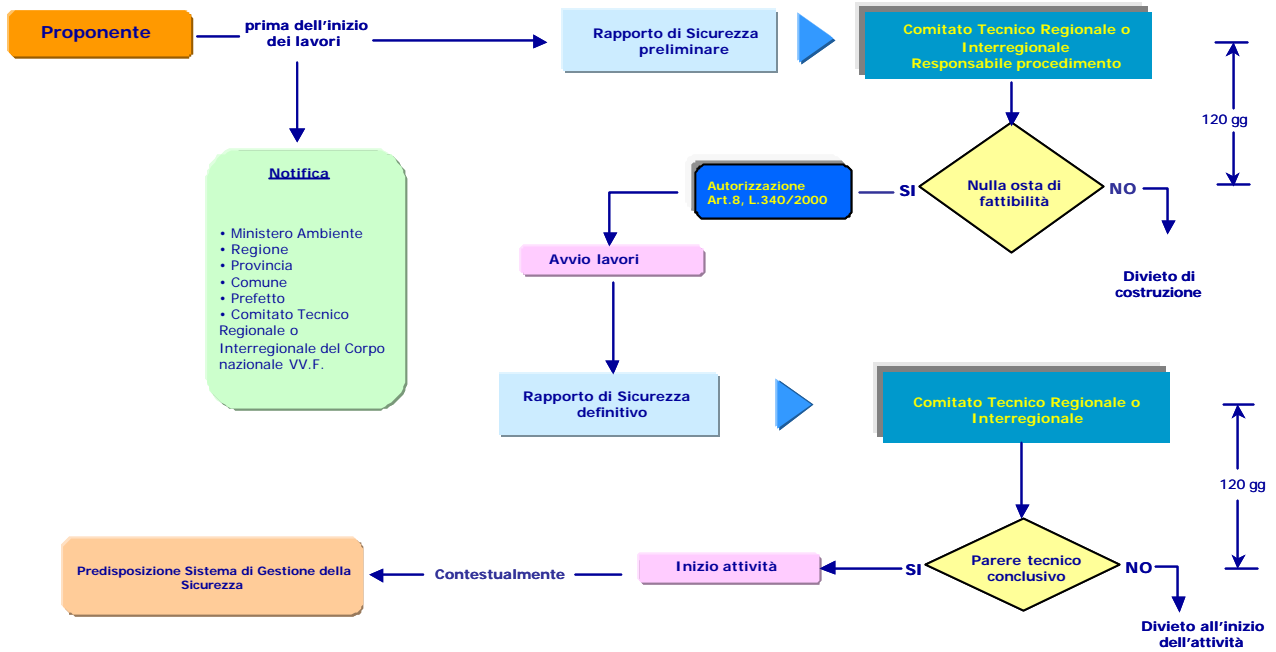 Proponente
prima dell'inizio
dei lavori
Rapporto di Sicurezza
preliminare
Comitato Tecnico Regionale o
Interregionale
Responsabile procedimento
120 gg
Notifica
• Ministero Ambiente
• Regione
• Provincia
• Comune
• Prefetto
• Comitato Tecnico
Regionale o
Interregionale del Corpo
nazionale VV.F.
Autorizzazione
Art.8, L.340/2000
SI
Nulla osta di
fattibilità
NO
Avvio lavori
Divieto di
costruzione
Rapporto di Sicurezza
definitivo
Comitato Tecnico Regionale o
Interregionale
120 gg
Predisposizione Sistema di Gestione della
Sicurezza
Contestualmente
Inizio attività
SI
Parere tecnico
conclusivo
NO
Divieto all'inizio
dell'attività